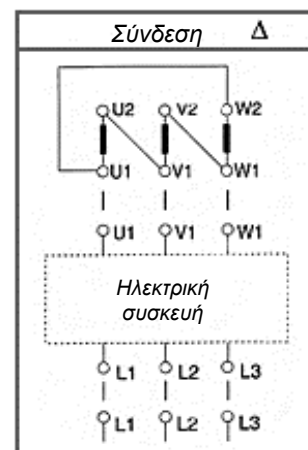 Σύνδεση Δ
U2 V2 W2
U1 V1 W1
U1 V1 W1
Ηλεκτρική
συσκευή
L1 L2 L3
L1 L2 L3